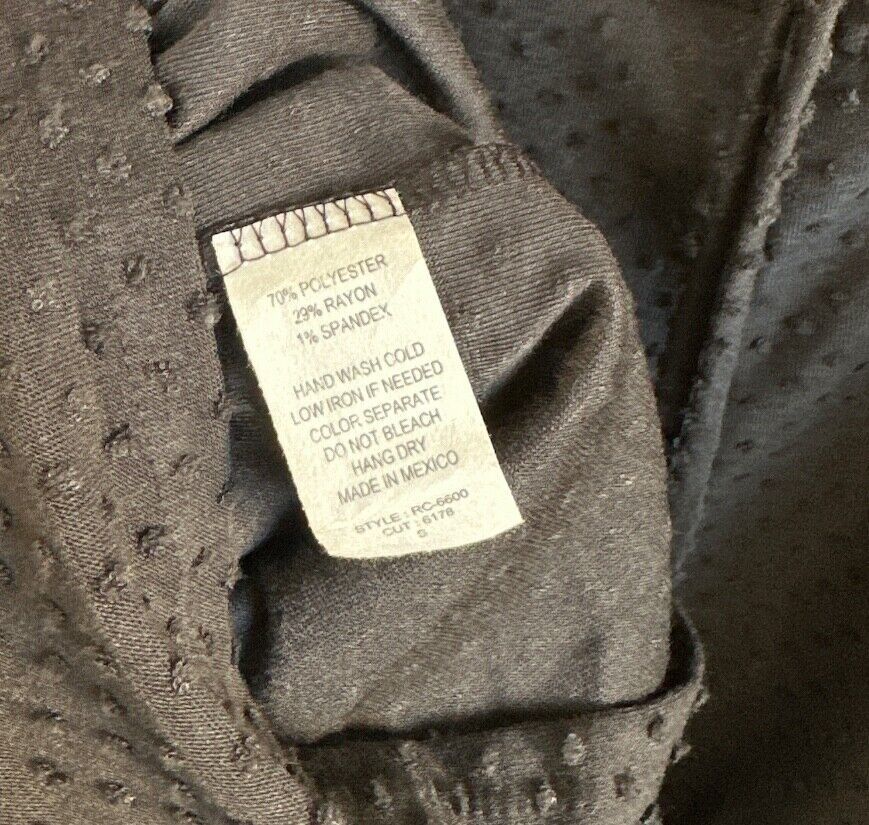 70% POLYESTER
29% RAYON
1% SPANDEX
HAND WASH COLD
LOW IRON IF NEEDED
COLOR SEPARATE
DO NOT BLEACH
HANG DRY
MADE IN MEXICO
STYLE : RC-6600
CUT : 6178
S